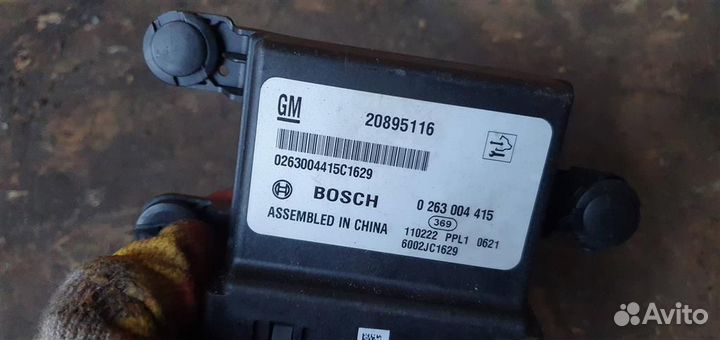 GM
20895116
0263004415C1629
BOSCH
0 263 004 415
369
ASSEMBLED IN CHINA
110222 PPL1 0621
6002JC1629
Avito